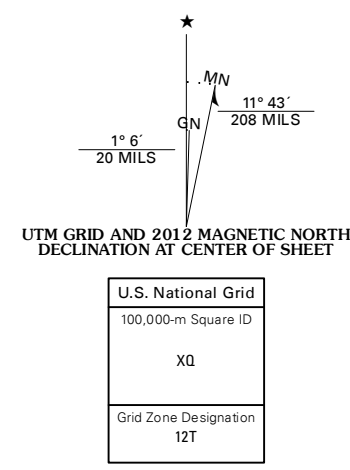 ★
MN
GN
11° 43´
208 MILS
1° 6´
20 MILS
UTM GRID AND 2012 MAGNETIC NORTH
DECLINATION AT CENTER OF SHEET
U.S. National Grid
100,000-m Square ID
XQ
Grid Zone Designation
12T